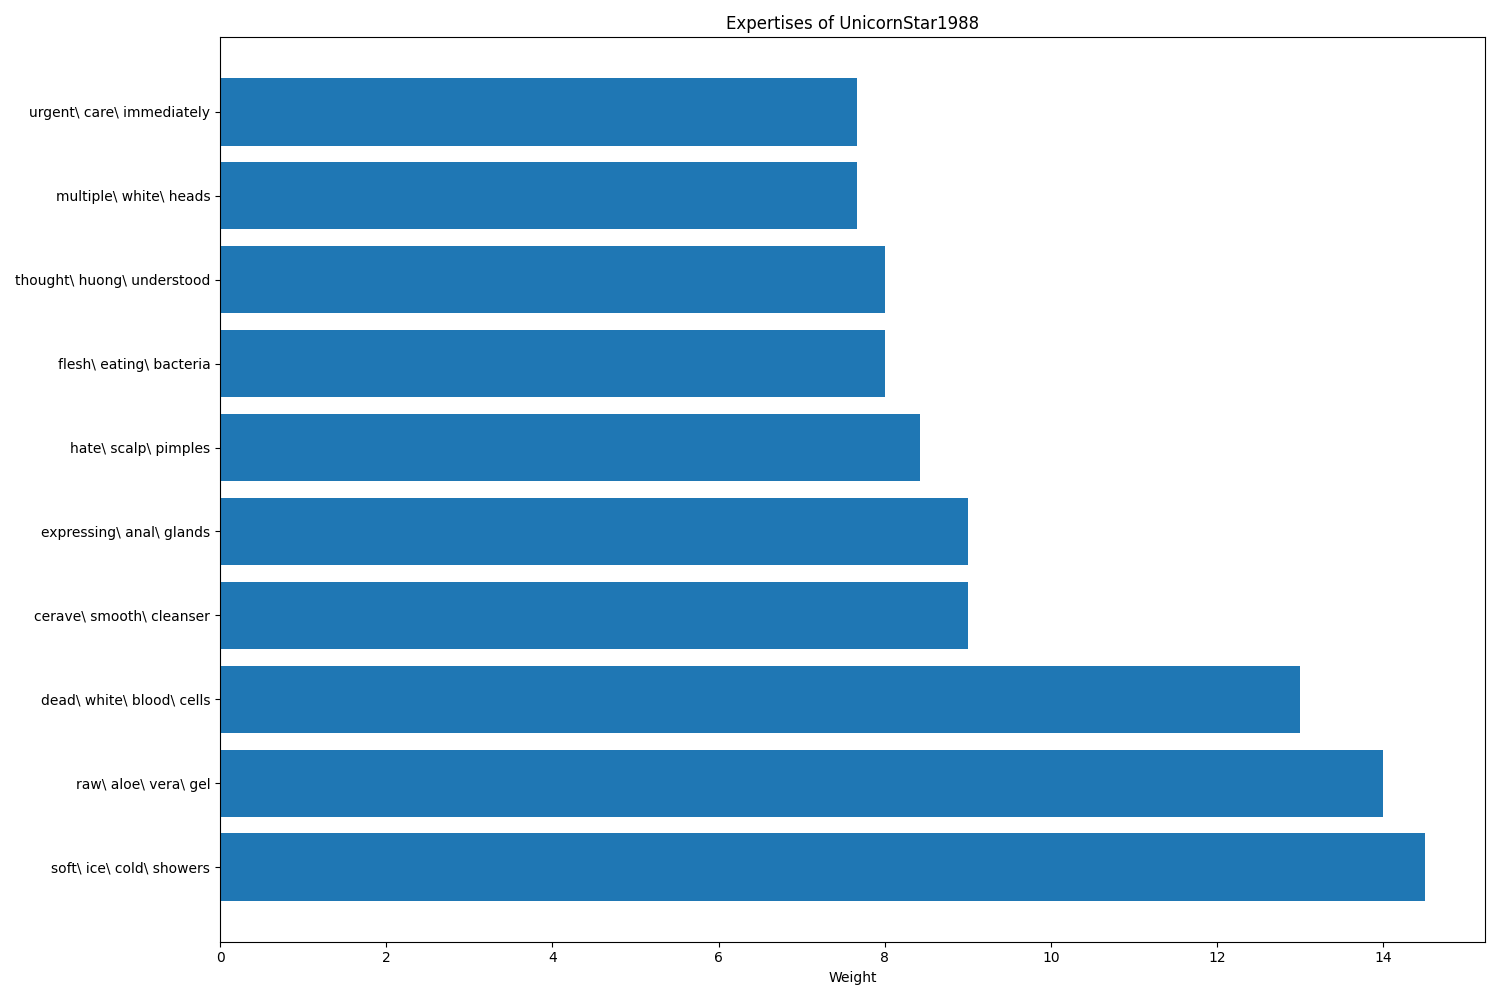 Expertises of UnicornStar1988
urgent\ care\ immediately
multiple\ white\ heads
thought\ huong\ understood
flesh\ eating\ bacteria
hate\ scalp\ pimples
expressing\ anal\ glands
cerave\ smooth\ cleanser
dead\ white\ blood\ cells
raw\ aloe\ vera\ gel
soft\ ice\ cold\ showers
0 2 4 6 8 10 12 14
Weight